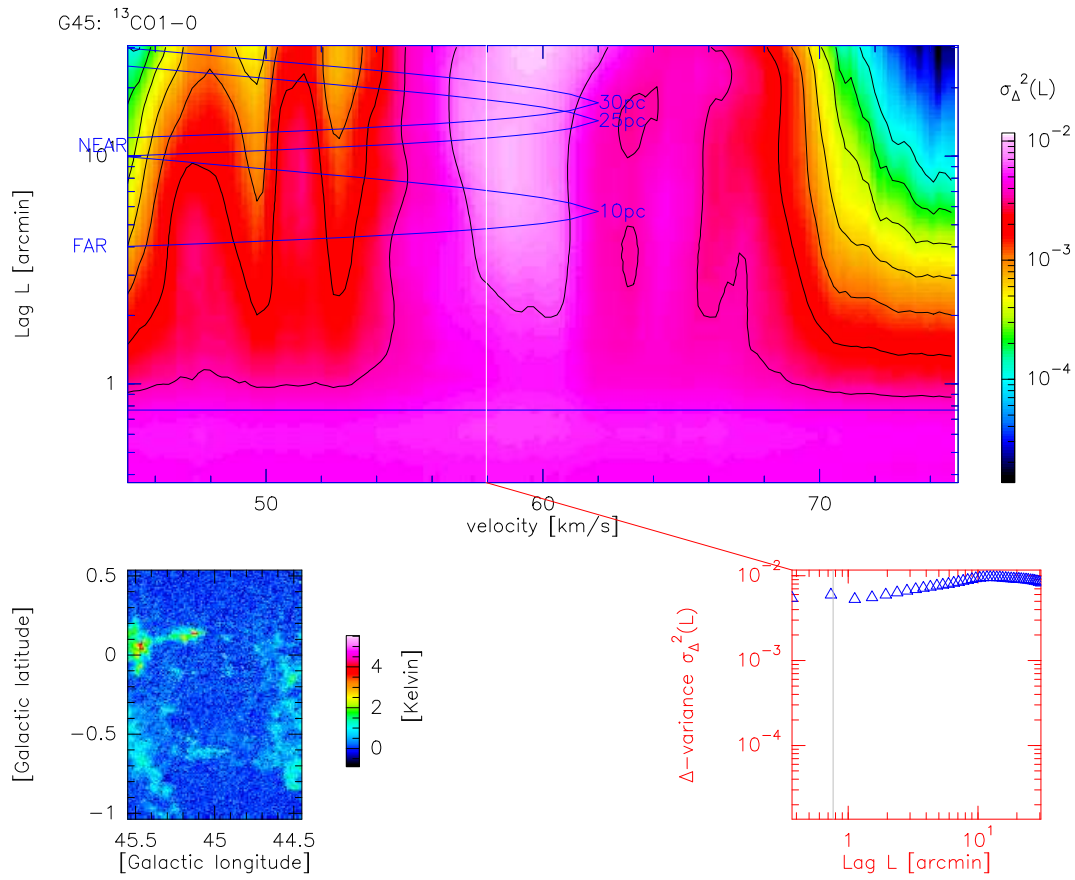 G45: ¹³CO1−0
σΔ²(L)
30pc
25pc
NEAR
10¹
10pc
FAR
1
Lag L [arcmin]
10⁻²
10⁻³
10⁻⁴
50
60
70
velocity [km/s]
0.5
0
−0.5
−1
[Galactic latitude]
45.5
45
44.5
[Galactic longitude]
4
2
0
[Kelvin]
10⁻²
10⁻³
10⁻⁴
Δ−variance σΔ²(L)
1
10¹
Lag L [arcmin]